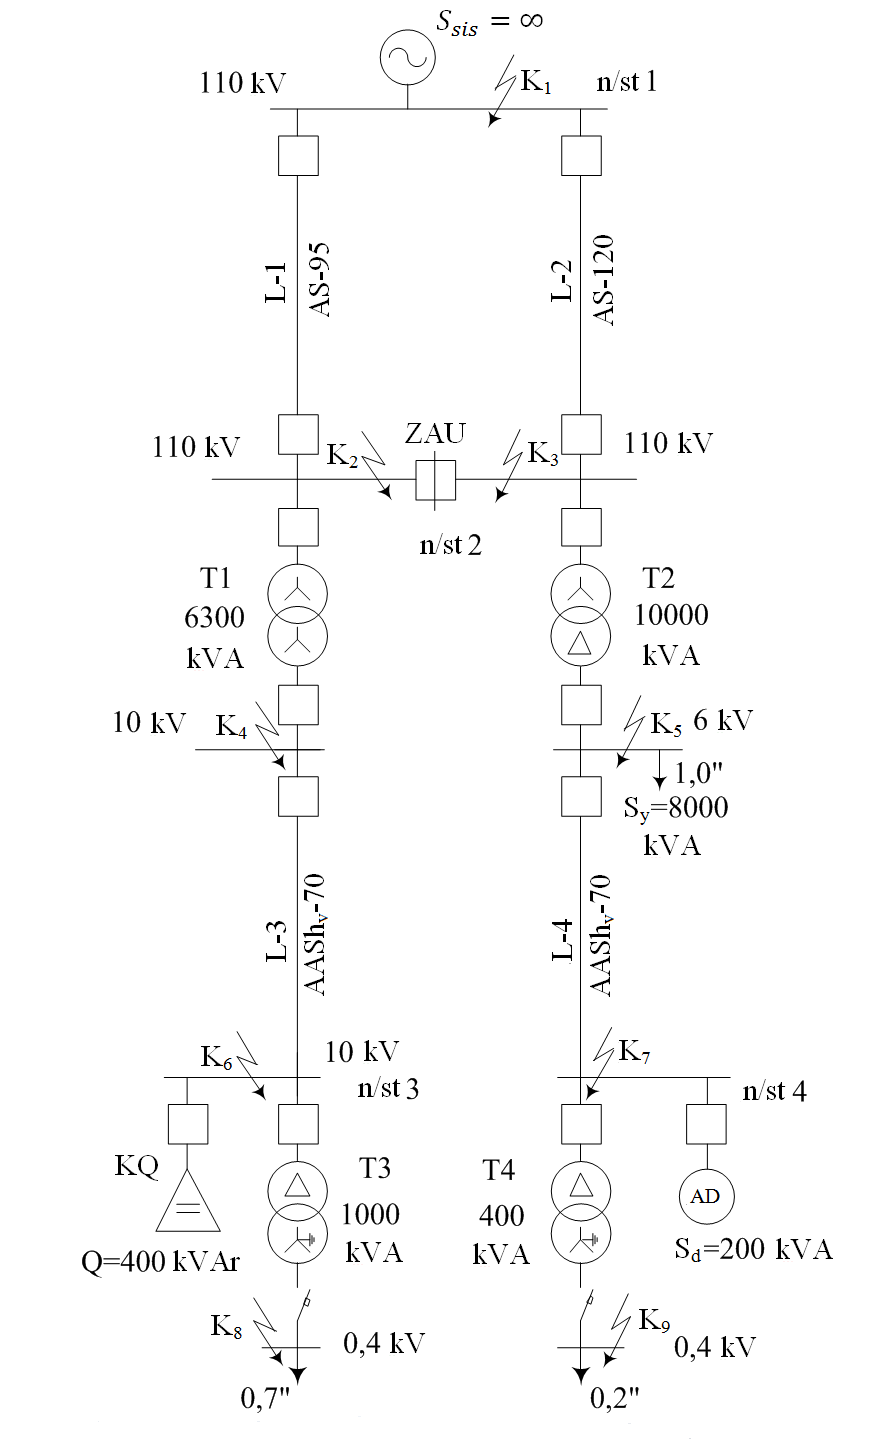 S_sis = ∞
110 kV
K₁
n/st 1
L-1
AS-95
L-2
AS-120
110 kV
K₂
ZAU
K₃
110 kV
n/st 2
T1
6300
kVA
T2
10000
kVA
10 kV
K₄
K₅
6 kV
1,0"
Sy=8000
kVA
L-3
AAShᵥ-70
L-4
AAShᵥ-70
K₆
10 kV
n/st 3
K₇
n/st 4
KQ
Q=400 kVAr
T3
1000
kVA
T4
400
kVA
AD
Sd=200 kVA
K₈
0,4 kV
0,7"
K₉
0,4 kV
0,2"